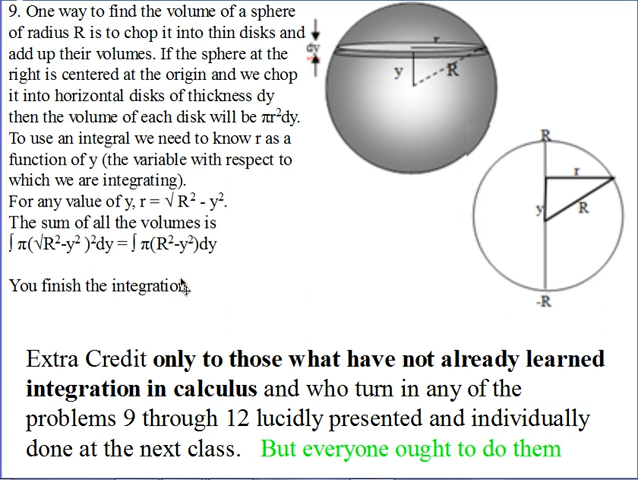 9. One way to find the volume of a sphere
of radius R is to chop it into thin disks and
add up their volumes. If the sphere at the
right is centered at the origin and we chop
it into horizontal disks of thickness dy
then the volume of each disk will be πr²dy.
To use an integral we need to know r as a
function of y (the variable with respect to
which we are integrating).
For any value of y, r = √ R² - y².
The sum of all the volumes is
∫ π(√R²-y² )²dy = ∫ π(R²-y²)dy
You finish the integration.
dy
r
y
R
R
r
y
R
-R
Extra Credit only to those what have not already learned
integration in calculus and who turn in any of the
problems 9 through 12 lucidly presented and individually
done at the next class. But everyone ought to do them